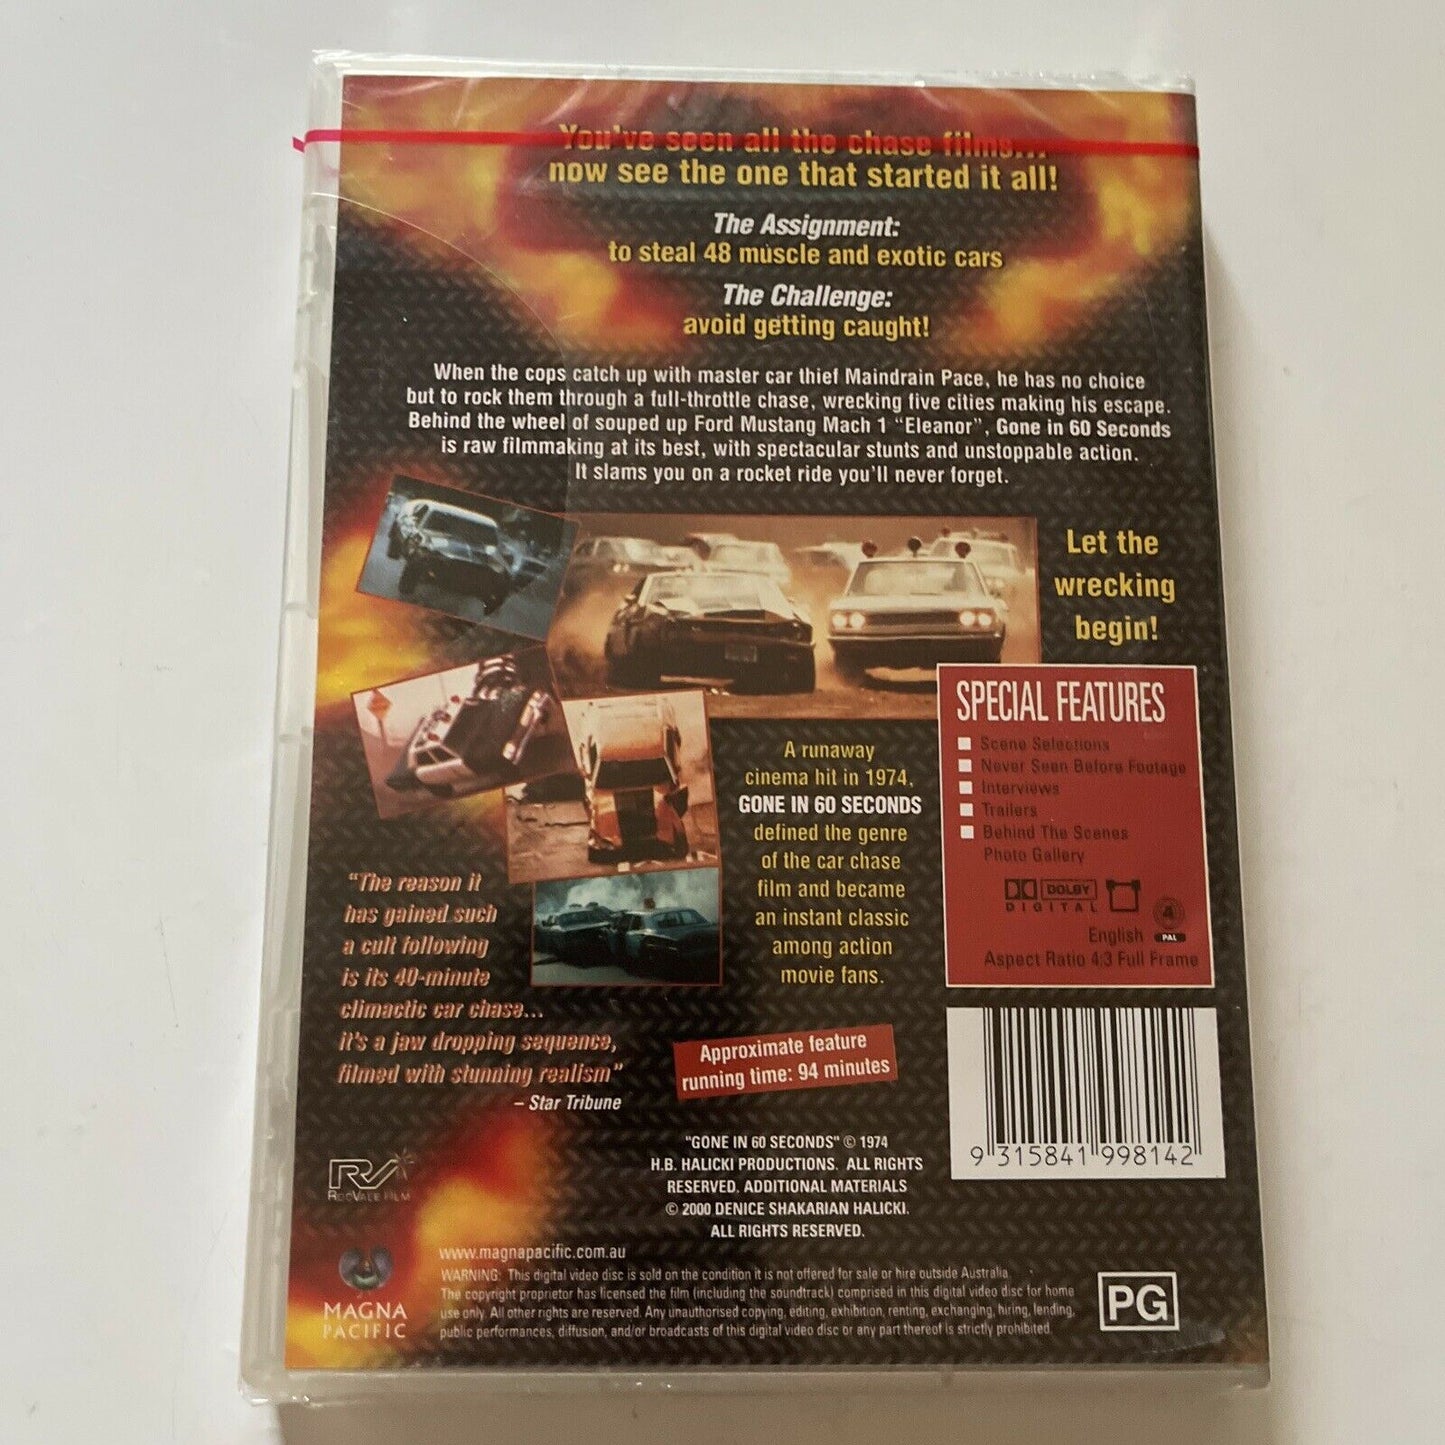 You've seen all the chase films...
now see the one that started it all!
The Assignment:
to steal 48 muscle and exotic cars
The Challenge:
avoid getting caught!
When the cops catch up with master car thief Maindrain Pace, he has no choice
but to rock them through a full-throttle chase, wrecking five cities making his escape.
Behind the wheel of souped up Ford Mustang Mach 1 "Eleanor", Gone in 60 Seconds
is raw filmmaking at its best, with spectacular stunts and unstoppable action.
It slams you on a rocket ride you'll never forget.
Let the
wrecking
begin!
A runaway
cinema hit in 1974,
GONE IN 60 SECONDS
defined the genre
of the car chase
film and became
an instant classic
among action
movie fans.
SPECIAL FEATURES
Scene Selections
Never Seen Before Footage
Interviews
Trailers
Behind The Scenes
Photo Gallery
DOLBY
DIGITAL
4
English PAL
Aspect Ratio 4:3 Full Frame
"The reason it
has gained such
a cult following
is its 40-minute
climactic car chase...
it's a jaw dropping sequence,
filmed with stunning realism"
– Star Tribune
Approximate feature
running time: 94 minutes
9 315841 998142
"GONE IN 60 SECONDS" © 1974
H.B. HALICKI PRODUCTIONS. ALL RIGHTS
RESERVED. ADDITIONAL MATERIALS
© 2000 DENICE SHAKARIAN HALICKI.
ALL RIGHTS RESERVED.
RV
ROCVALE FILM
MAGNA
PACIFIC
www.magnapacific.com.au
WARNING: This digital video disc is sold on the condition it is not offered for sale or hire outside Australia.
The copyright proprietor has licensed the film (including the soundtrack) comprised in this digital video disc for home
use only. All other rights are reserved. Any unauthorised copying, editing, exhibition, renting, exchanging, hiring, lending,
public performances, diffusion, and/or broadcasts of this digital video disc or any part thereof is strictly prohibited.
PG